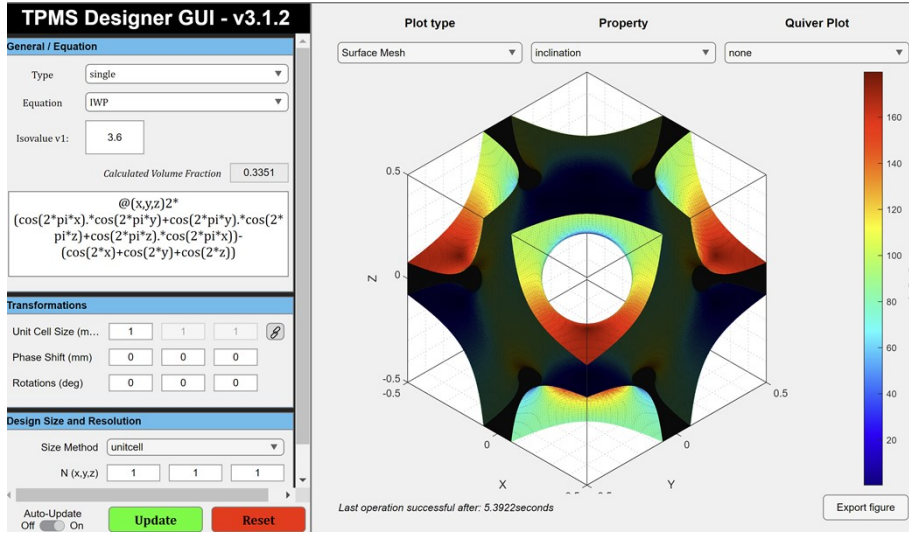 TPMS Designer GUI - v3.1.2
General / Equation
Type single
Equation IWP
Isovalue v1: 3.6
Calculated Volume Fraction 0.3351
@(x,y,z)2*
(cos(2*pi*x).*cos(2*pi*y)+cos(2*pi*y).*cos(2*
pi*z)+cos(2*pi*z).*cos(2*pi*x))-
(cos(2*x)+cos(2*y)+cos(2*z))
Transformations
Unit Cell Size (m... 1 1 1
Phase Shift (mm) 0 0 0
Rotations (deg) 0 0 0
Design Size and Resolution
Size Method unitcell
N (x,y,z) 1 1 1
Auto-Update
Off On
Update
Reset
Plot type Property Quiver Plot
Surface Mesh inclination none
0.5
Z
0
-0.5
-0.5
0
X
0
Y
0.5
160
140
120
100
80
60
40
20
Last operation successful after: 5.3922seconds
Export figure